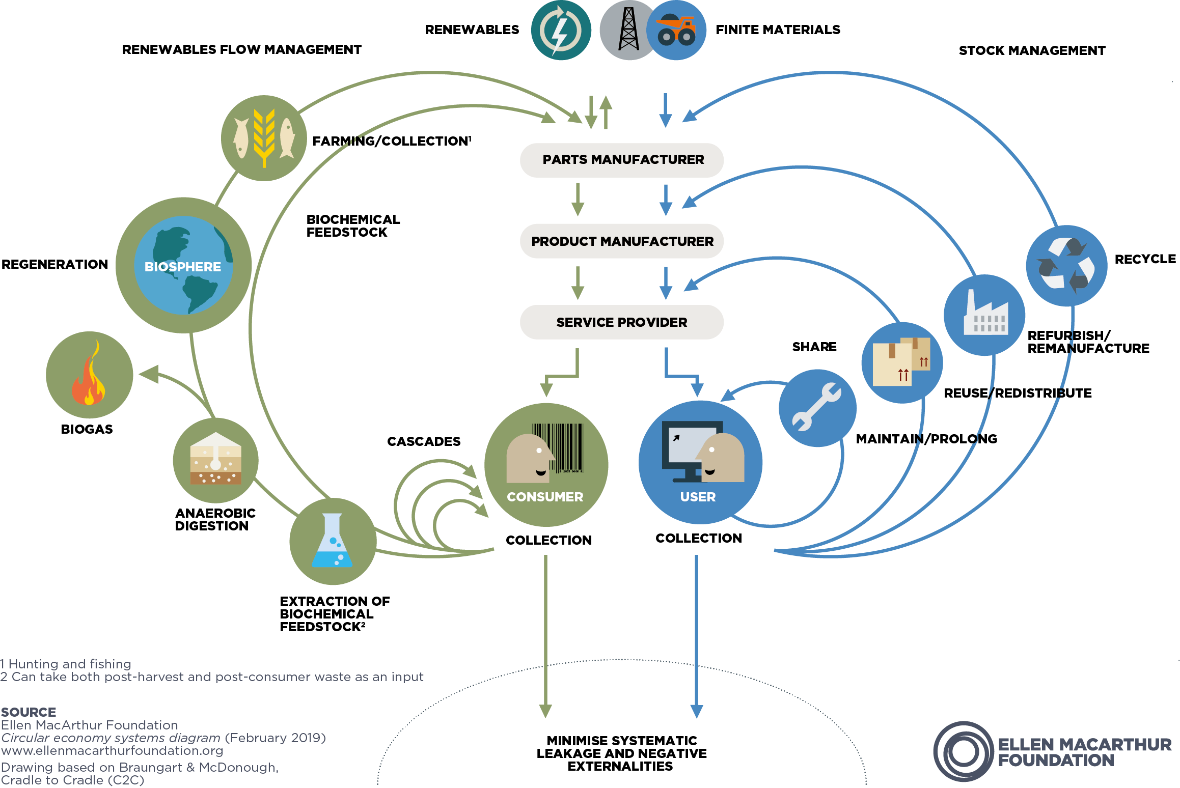 RENEWABLES
FINITE MATERIALS
RENEWABLES FLOW MANAGEMENT
STOCK MANAGEMENT
FARMING/COLLECTION¹
PARTS MANUFACTURER
BIOCHEMICAL
FEEDSTOCK
PRODUCT MANUFACTURER
REGENERATION
BIOSPHERE
RECYCLE
SERVICE PROVIDER
SHARE
REFURBISH/
REMANUFACTURE
REUSE/REDISTRIBUTE
BIOGAS
CASCADES
MAINTAIN/PROLONG
CONSUMER
USER
ANAEROBIC
DIGESTION
COLLECTION
COLLECTION
EXTRACTION OF
BIOCHEMICAL
FEEDSTOCK²
1 Hunting and fishing
2 Can take both post-harvest and post-consumer waste as an input
SOURCE
Ellen MacArthur Foundation
Circular economy systems diagram (February 2019)
www.ellenmacarthurfoundation.org
Drawing based on Braungart & McDonough,
Cradle to Cradle (C2C)
MINIMISE SYSTEMATIC
LEAKAGE AND NEGATIVE
EXTERNALITIES
ELLEN MACARTHUR
FOUNDATION